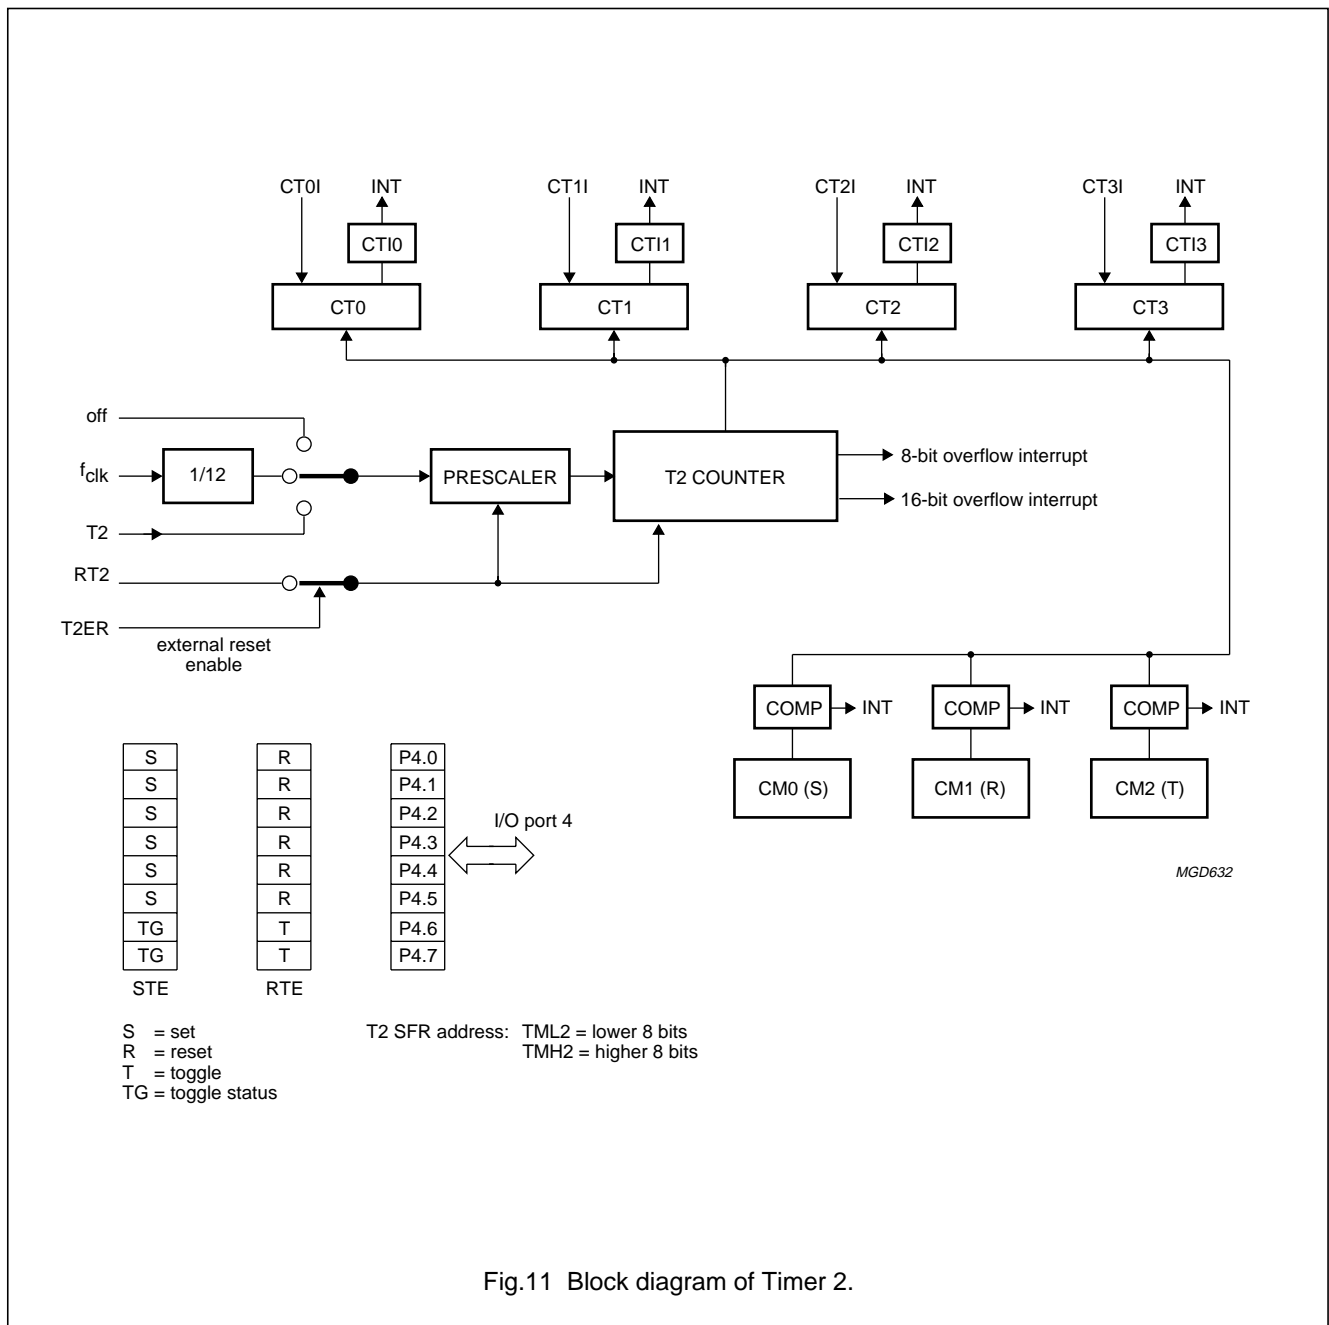 CT0I INT CT1I INT CT2I INT CT3I INT
CTI0 CTI1 CTI2 CTI3
CT0 CT1 CT2 CT3
off
fclk 1/12 PRESCALER T2 COUNTER 8-bit overflow interrupt
16-bit overflow interrupt
T2
RT2
T2ER
external reset
enable
COMP INT COMP INT COMP INT
CM0 (S) CM1 (R) CM2 (T)
S R P4.0
S R P4.1
S R P4.2
I/O port 4
S R P4.3
S R P4.4
S R P4.5
TG T P4.6
TG T P4.7
STE RTE
MGD632
S = set
R = reset
T = toggle
TG = toggle status
T2 SFR address: TML2 = lower 8 bits
TMH2 = higher 8 bits
Fig.11 Block diagram of Timer 2.